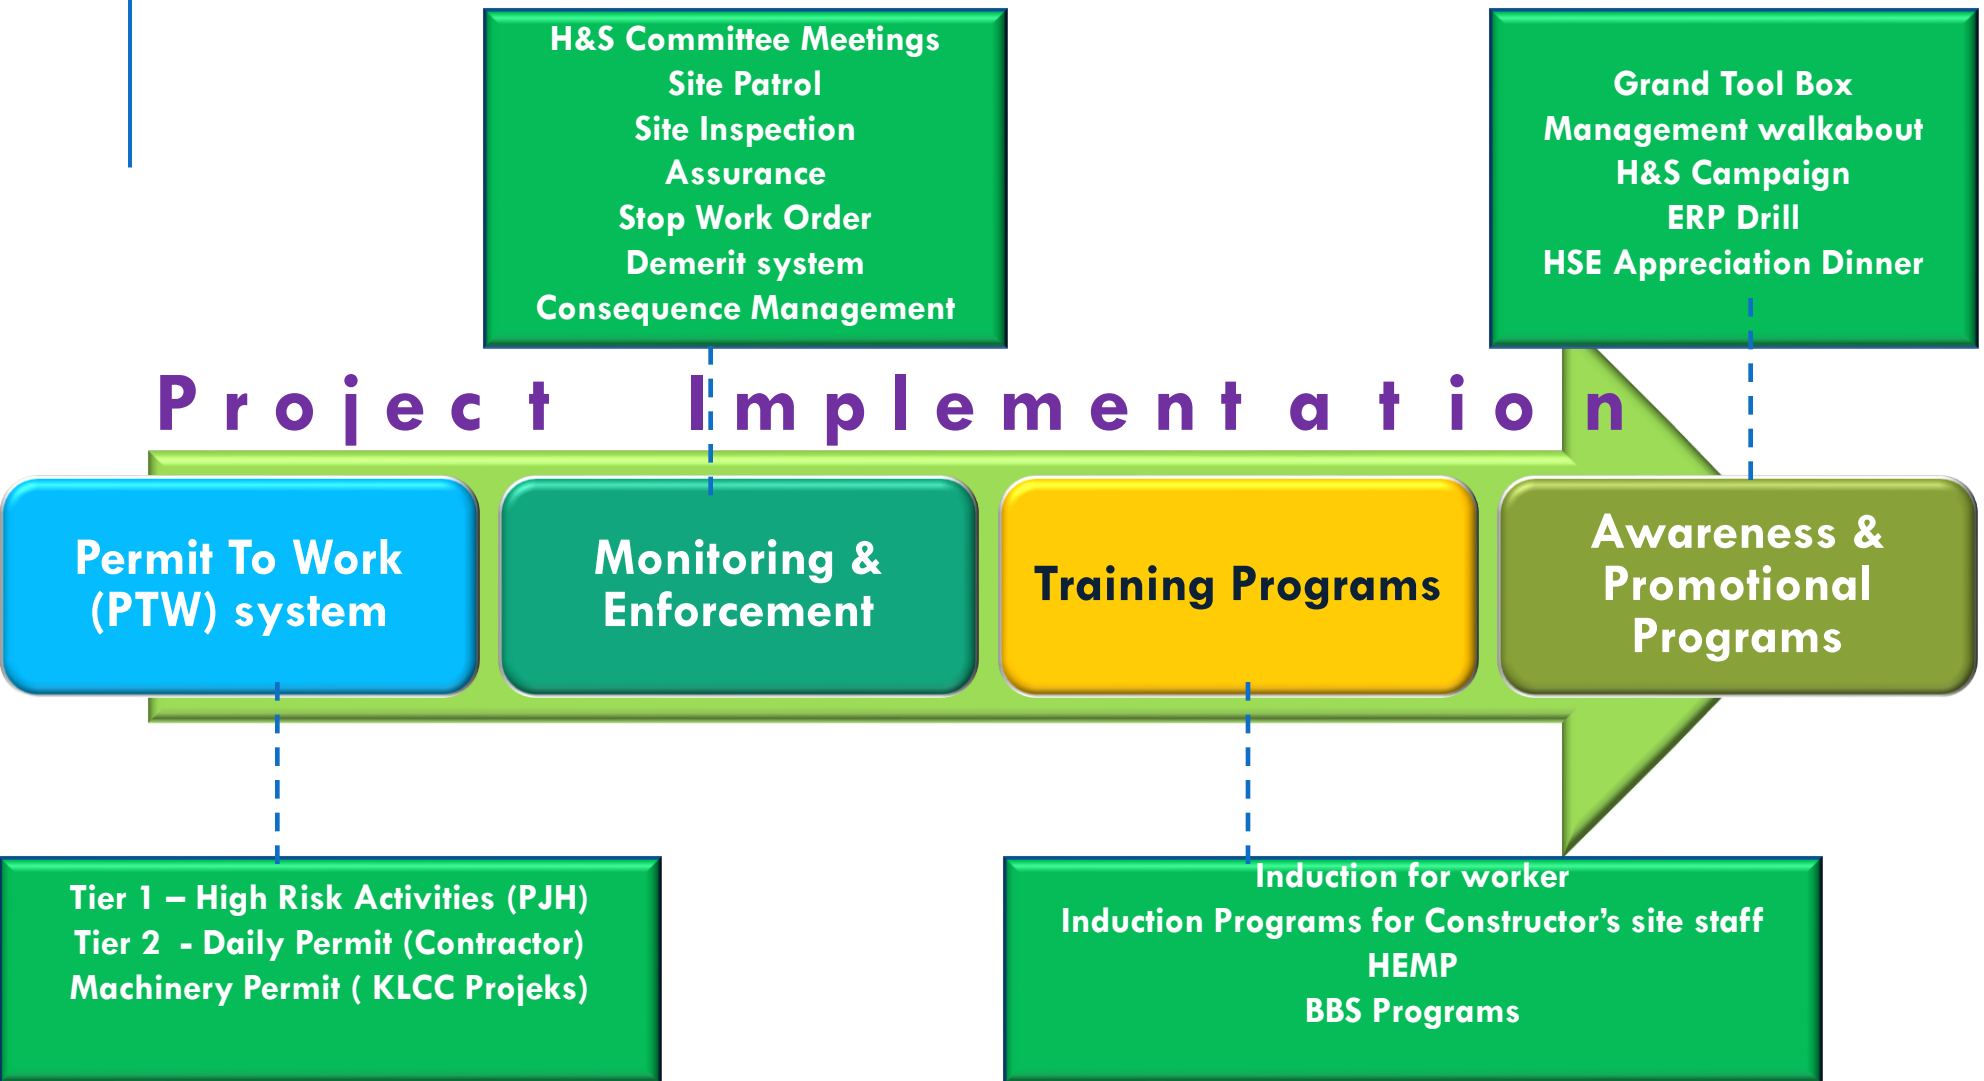 H&S Committee Meetings
Site Patrol
Site Inspection
Assurance
Stop Work Order
Demerit system
Consequence Management
Grand Tool Box
Management walkabout
H&S Campaign
ERP Drill
HSE Appreciation Dinner
Project Implementation
Permit To Work
(PTW) system
Monitoring &
Enforcement
Training Programs
Awareness &
Promotional
Programs
Tier 1 – High Risk Activities (PJH)
Tier 2  - Daily Permit (Contractor)
Machinery Permit ( KLCC Projeks)
Induction for worker
Induction Programs for Constructor’s site staff
HEMP
BBS Programs